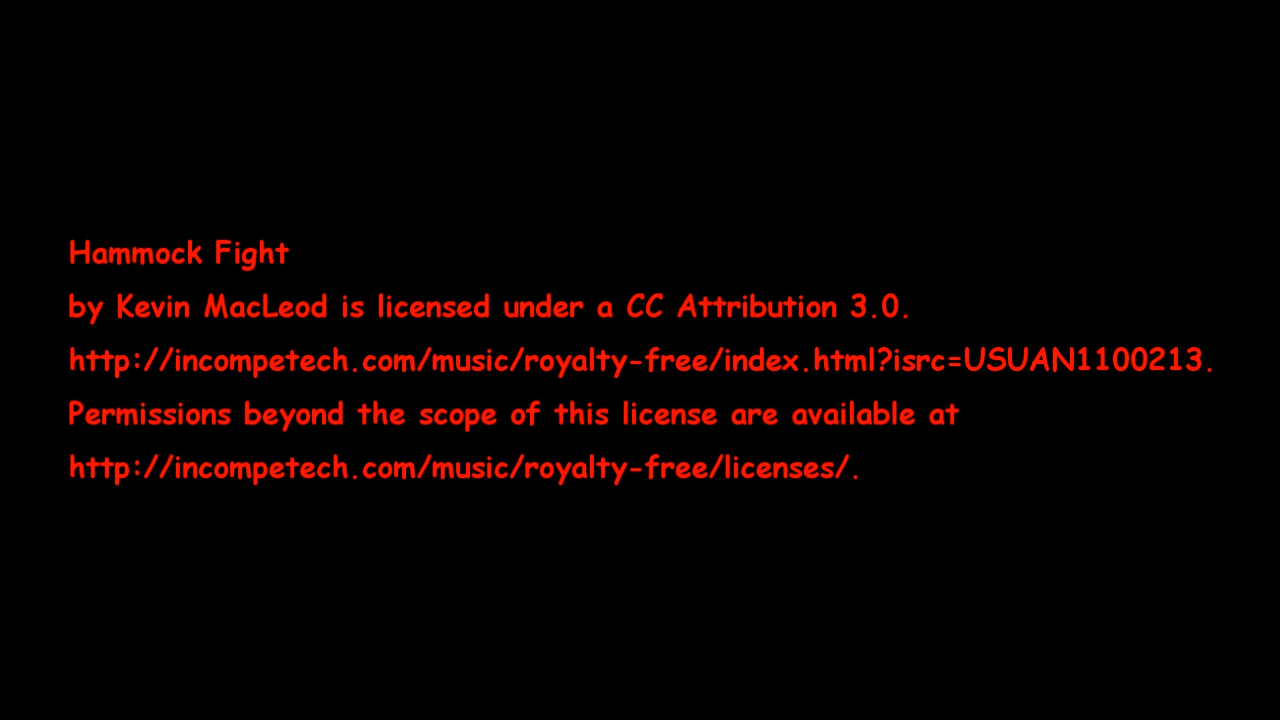 Hammock Fight
by Kevin MacLeod is licensed under a CC Attribution 3.0.
http://incompetech.com/music/royalty-free/index.html?isrc=USUAN1100213.
Permissions beyond the scope of this license are available at
http://incompetech.com/music/royalty-free/licenses/.